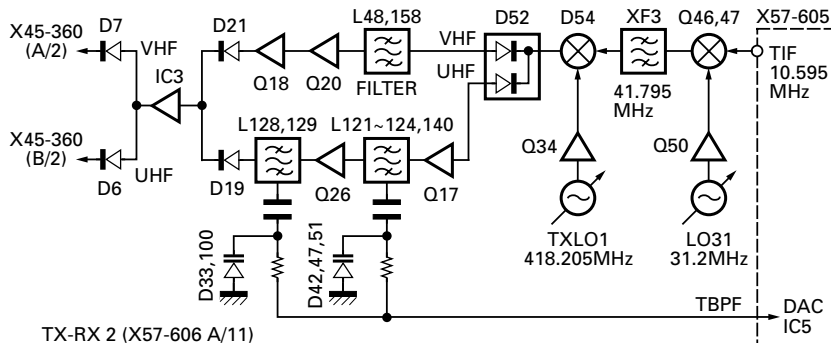 D7
D21
L48,158
D52
D54
XF3
Q46,47
X57-605
X45-360
(A/2)
VHF
IC3
Q18
Q20
FILTER
VHF
UHF
41.795
MHz
TIF
10.595
MHz
X45-360
(B/2)
D6
UHF
D19
L128,129
Q26
L121~124,140
Q17
Q34
Q50
TXLO1
418.205MHz
LO31
31.2MHz
D33,100
D42,47,51
TBPF
DAC
IC5
TX-RX 2 (X57-606 A/11)